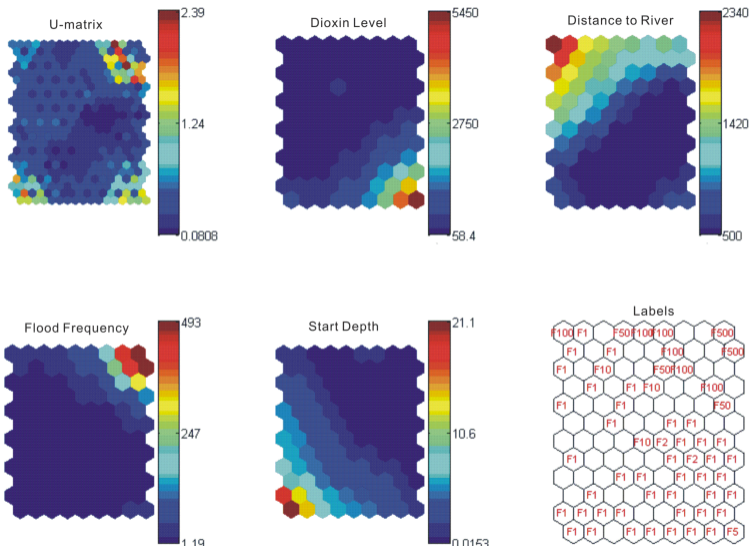 U-matrix
2.39
1.24
0.0808
Dioxin Level
5450
2750
58.4
Distance to River
2340
1420
500
Flood Frequency
493
247
1.19
Start Depth
21.1
10.6
0.0153
Labels
F100 F1 F50 F100 F100 F500
F1 F1 F100 F500
F1 F10 F50 F100
F1 F1 F10 F100
F1 F1 F50
F1 F1 F1
F10 F2 F1 F1 F1
F1 F1 F2 F1 F1
F1 F1 F1 F1 F1
F1 F1 F1 F1 F1
F1 F1 F1 F1 F1 F1 F1 F1
F1 F1 F1 F1 F1 F1 F1 F1 F5